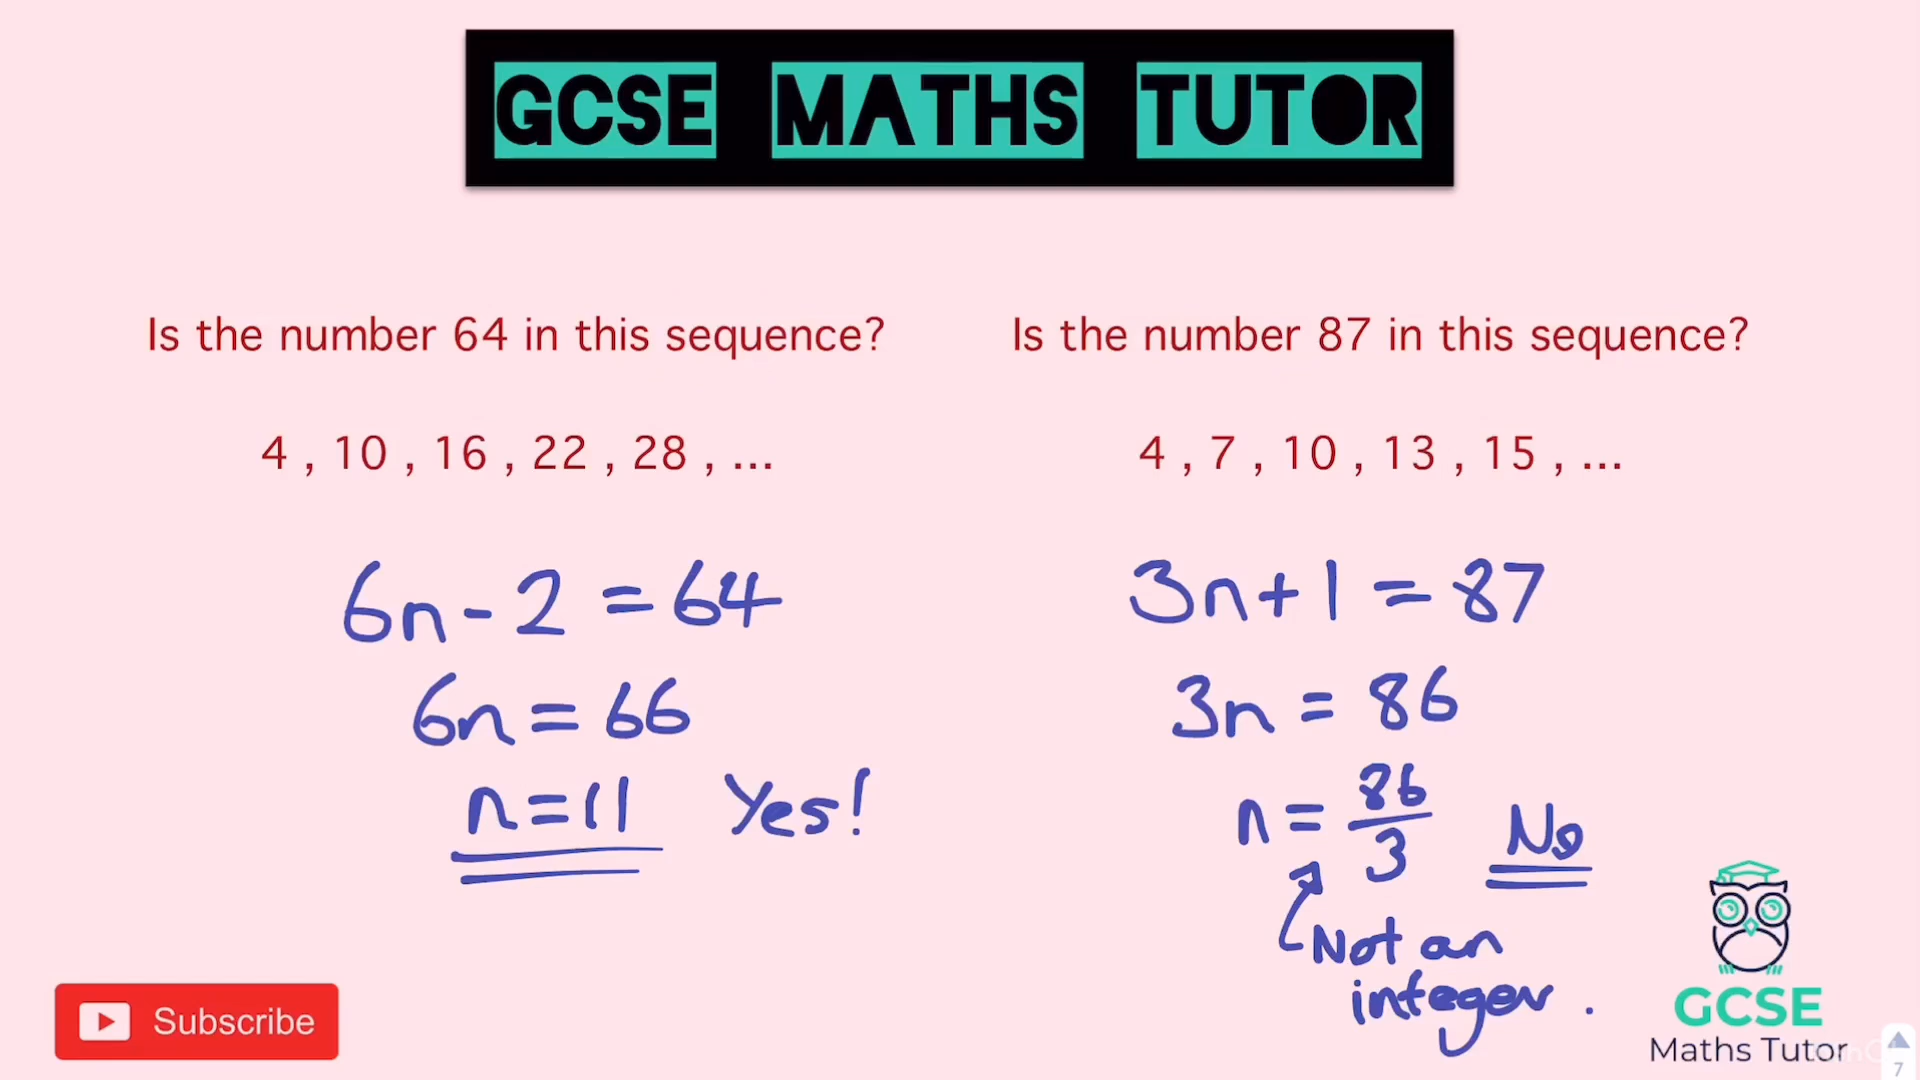 GCSE MATHS TUTOR
Is the number 64 in this sequence?
4 , 10 , 16 , 22 , 28 , ...
6n - 2 = 64
6n = 66
n = 11 Yes!
Is the number 87 in this sequence?
4 , 7 , 10 , 13 , 15 , ...
3n + 1 = 87
3n = 86
n = 86/3 No
Not an
integer.
Subscribe
GCSE
Maths Tutor
7